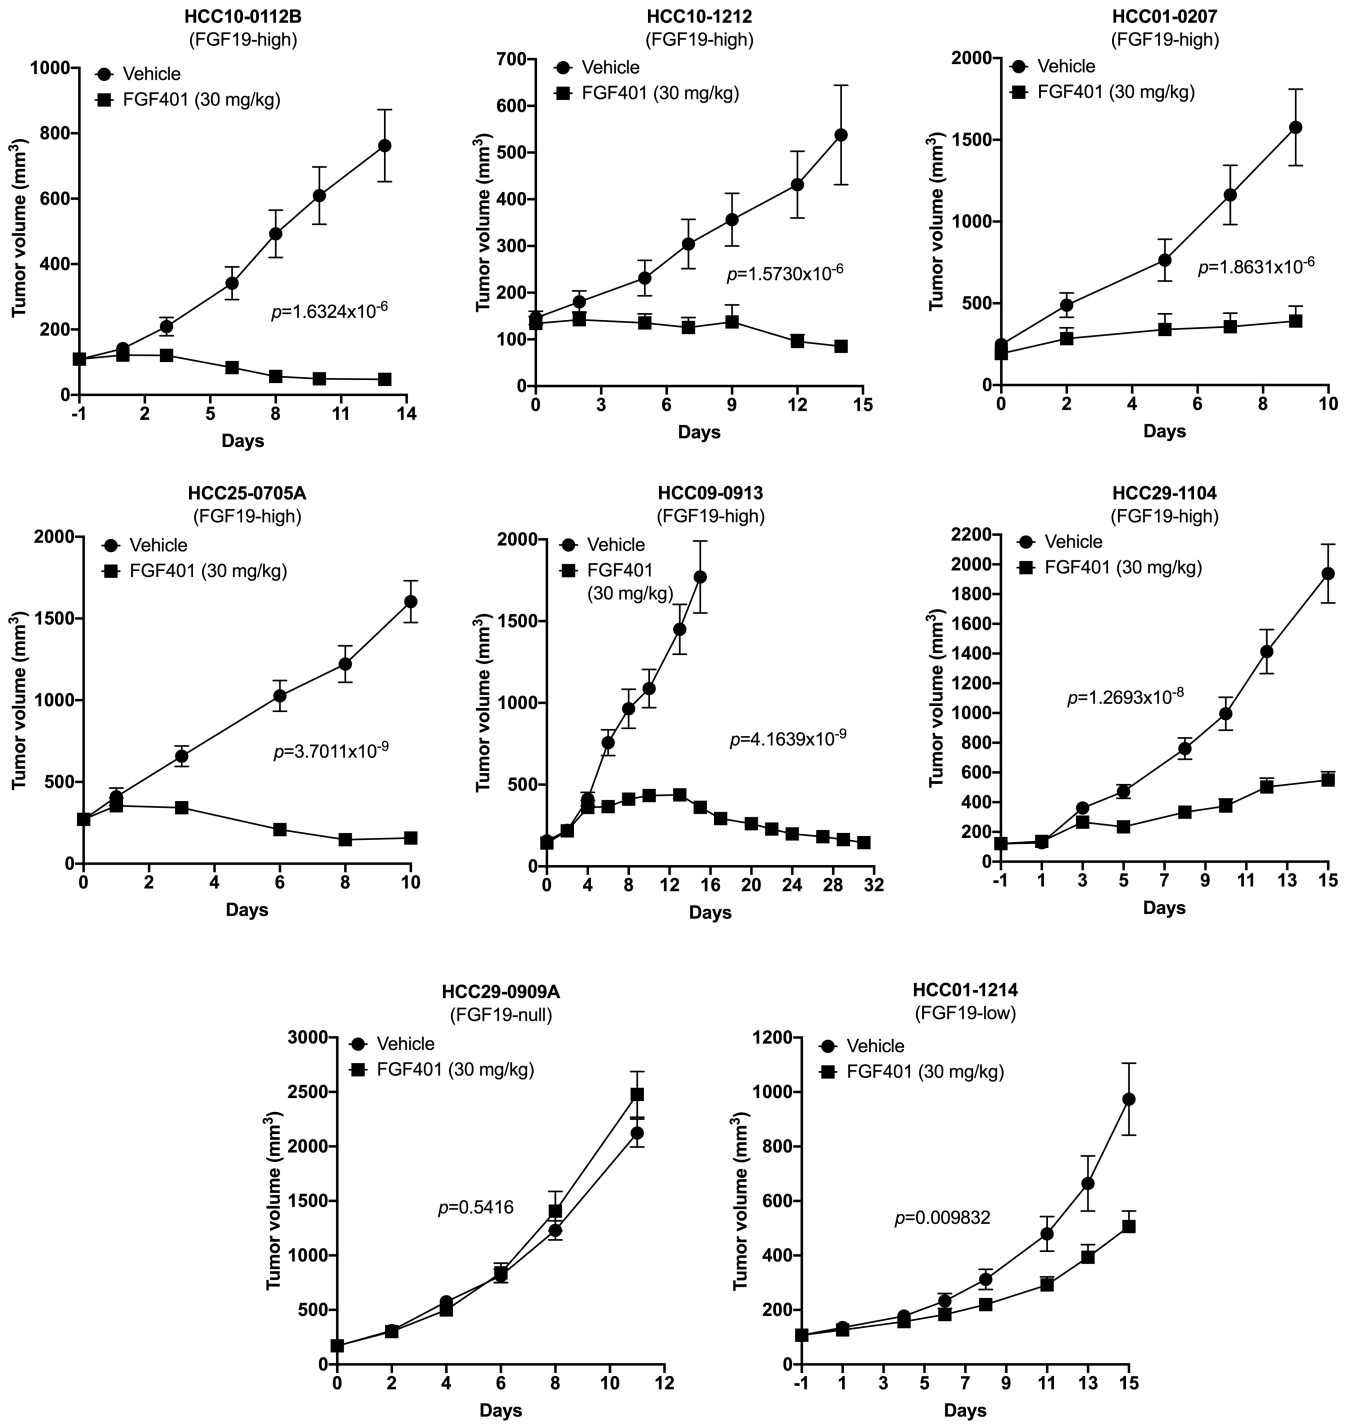 HCC10-0112B
(FGF19-high)
Vehicle
FGF401 (30 mg/kg)
Tumor volume (mm³)
1000
800
600
400
200
0
p=1.6324x10⁻⁶
-1 2 5 8 11 14
Days
HCC10-1212
(FGF19-high)
Vehicle
FGF401 (30 mg/kg)
Tumor volume (mm³)
700
600
500
400
300
200
100
0
p=1.5730x10⁻⁶
0 3 6 9 12 15
Days
HCC01-0207
(FGF19-high)
Vehicle
FGF401 (30 mg/kg)
Tumor volume (mm³)
2000
1500
1000
500
0
p=1.8631x10⁻⁶
0 2 4 6 8 10
Days
HCC25-0705A
(FGF19-high)
Vehicle
FGF401 (30 mg/kg)
Tumor volume (mm³)
2000
1500
1000
500
0
p=3.7011x10⁻⁹
0 2 4 6 8 10
Days
HCC09-0913
(FGF19-high)
Vehicle
FGF401
(30 mg/kg)
Tumor volume (mm³)
2000
1500
1000
500
0
p=4.1639x10⁻⁹
0 4 8 12 16 20 24 28 32
Days
HCC29-1104
(FGF19-high)
Vehicle
FGF401 (30 mg/kg)
Tumor volume (mm³)
2200
2000
1800
1600
1400
1200
1000
800
600
400
200
0
p=1.2693x10⁻⁸
-1 1 3 5 7 9 11 13 15
Days
HCC29-0909A
(FGF19-null)
Vehicle
FGF401 (30 mg/kg)
Tumor volume (mm³)
3000
2500
2000
1500
1000
500
0
p=0.5416
0 2 4 6 8 10 12
Days
HCC01-1214
(FGF19-low)
Vehicle
FGF401 (30 mg/kg)
Tumor volume (mm³)
1200
1000
800
600
400
200
0
p=0.009832
-1 1 3 5 7 9 11 13 15
Days